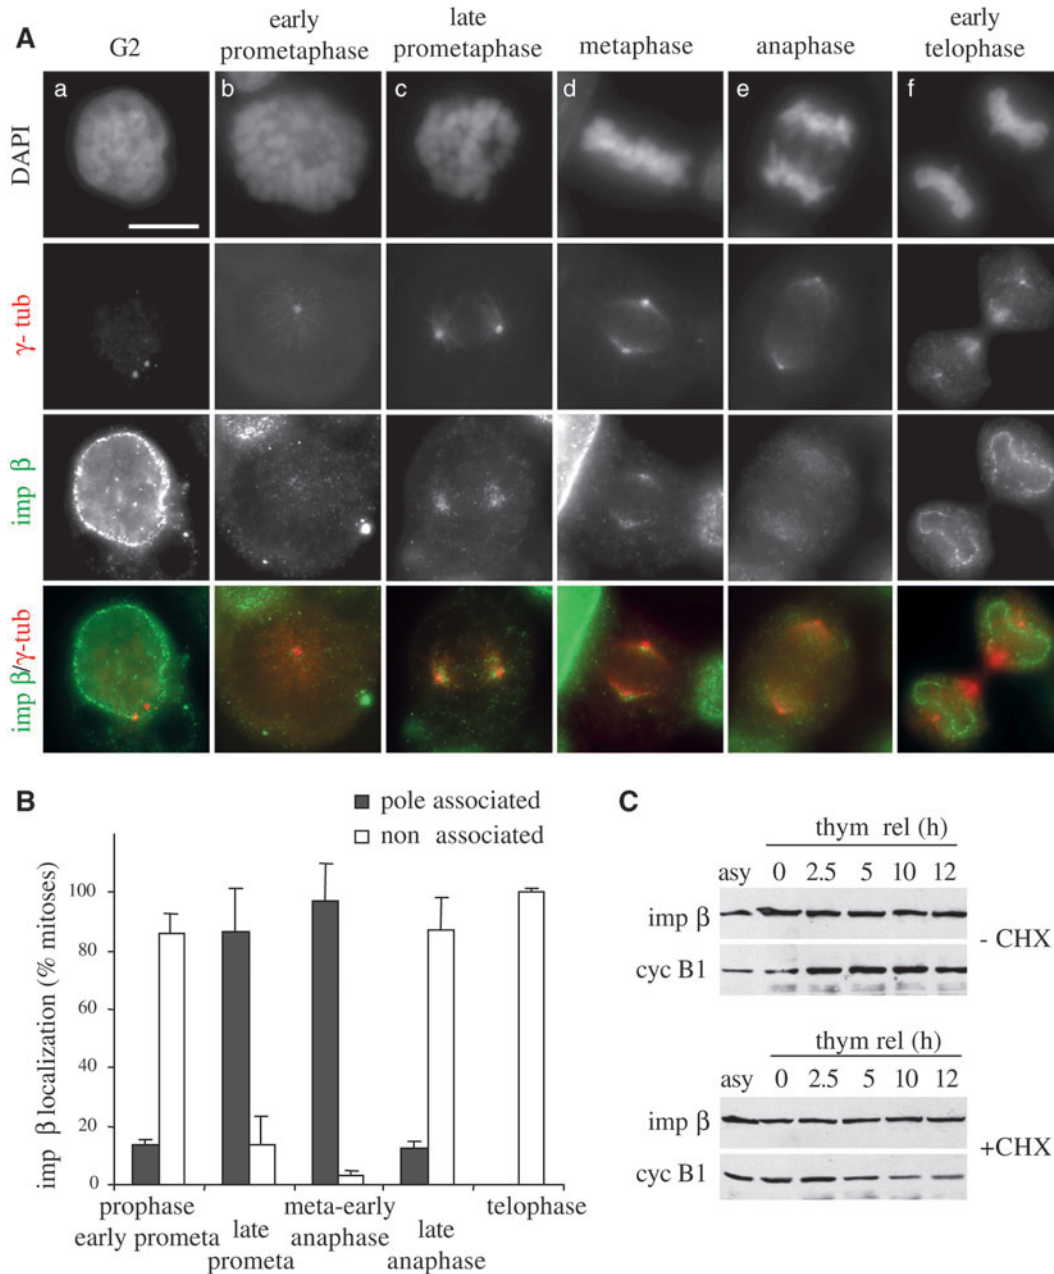 A
G2
early prometaphase
late prometaphase
metaphase
anaphase
early telophase
a b c d e f
DAPI
γ- tub
imp β
imp β/γ-tub
B
pole associated
non associated
imp β localization (% mitoses)
100
80
60
40
20
0
prophase early prometa
late prometa
meta-early anaphase
late anaphase
telophase
C
thym rel (h)
asy 0 2.5 5 10 12
imp β
cyc B1
- CHX
thym rel (h)
asy 0 2.5 5 10 12
imp β
cyc B1
+CHX